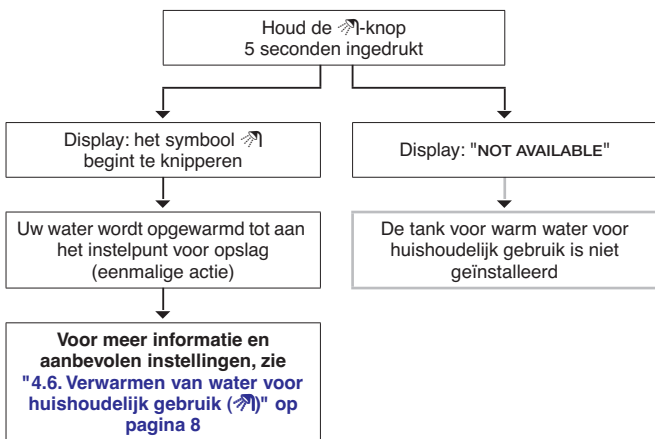 Houd de -knop
5 seconden ingedrukt
Display: het symbool
begint te knipperen
Display: "NOT AVAILABLE"
Uw water wordt opgewarmd tot aan
het instelpunt voor opslag
(eenmalige actie)
De tank voor warm water voor
huishoudelijk gebruik is niet
geïnstalleerd
Voor meer informatie en
aanbevolen instellingen, zie
"4.6. Verwarmen van water voor
huishoudelijk gebruik ()" op
pagina 8